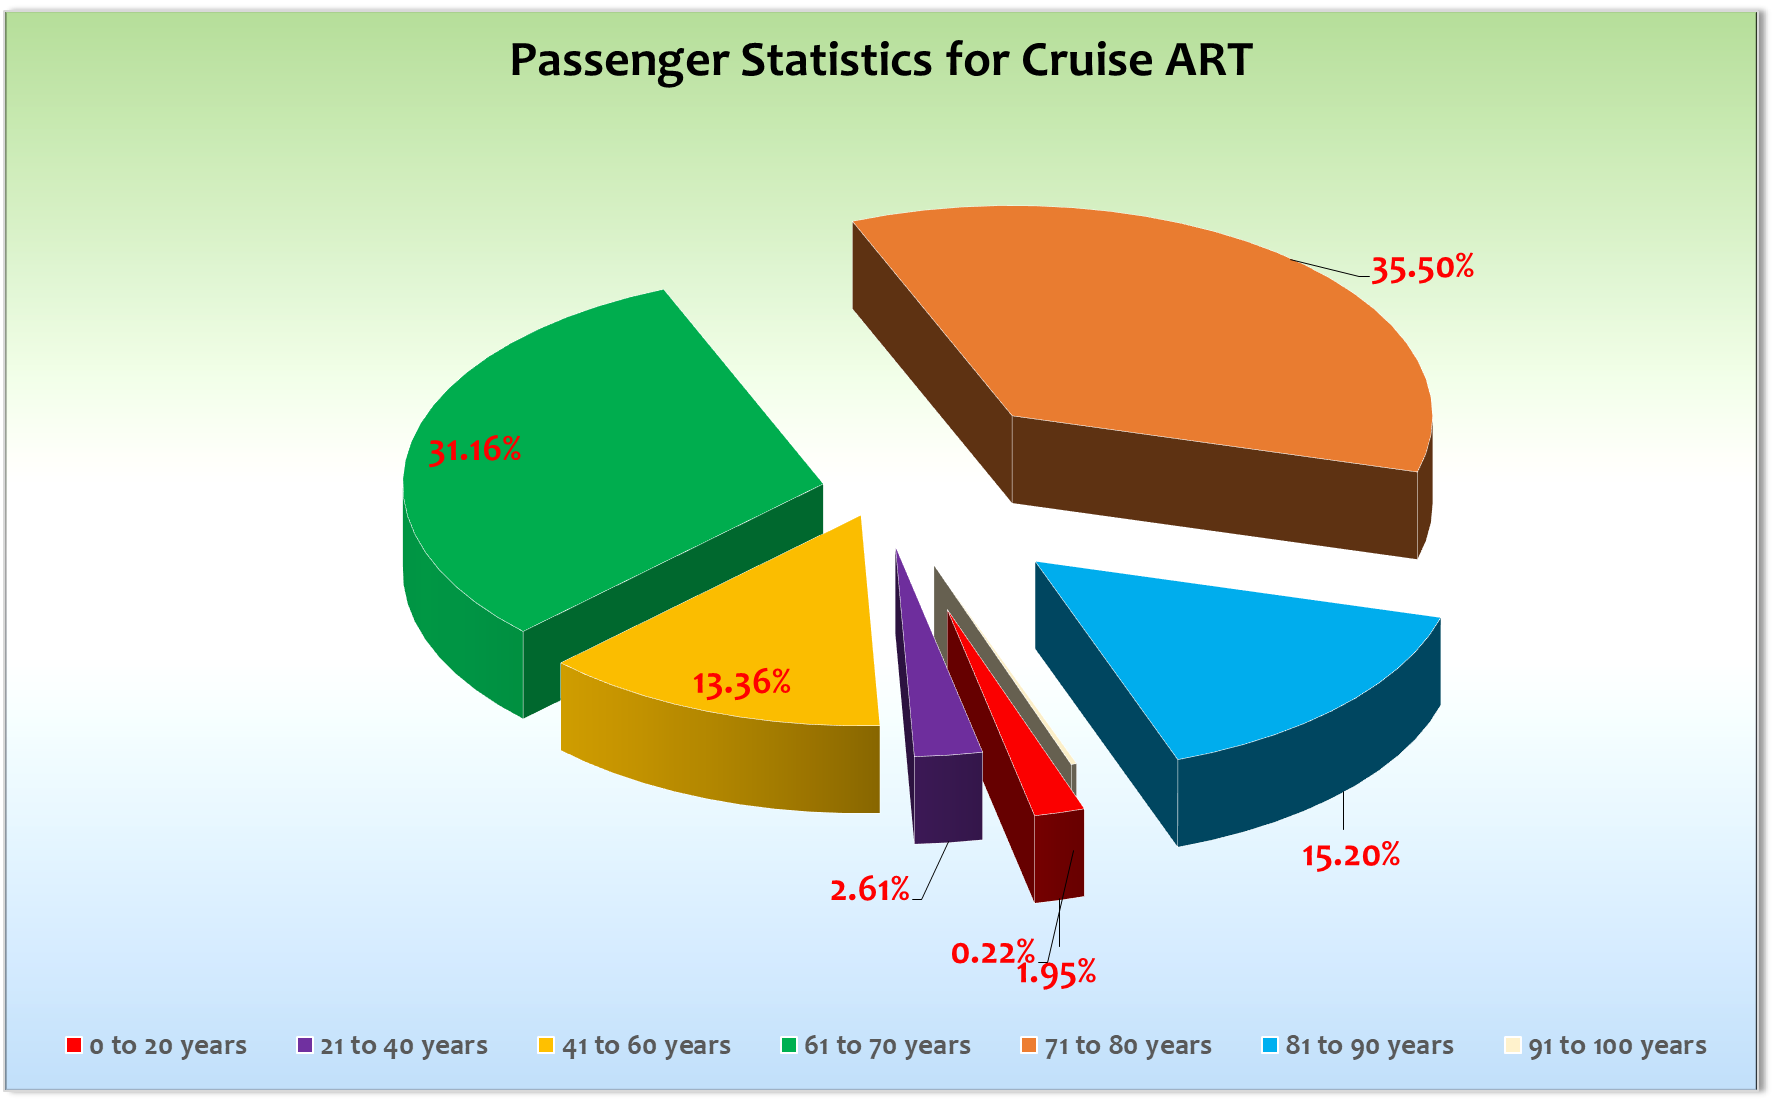 Passenger Statistics for Cruise ART
35.50%
31.16%
13.36%
15.20%
2.61%
0.22%
1.95%
0 to 20 years
21 to 40 years
41 to 60 years
61 to 70 years
71 to 80 years
81 to 90 years
91 to 100 years